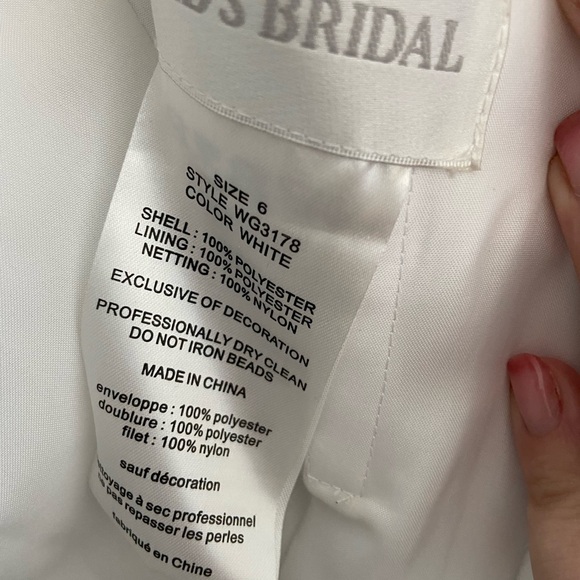 BRIDAL
SIZE 6
STYLE WG3178
COLOR WHITE
SHELL : 100% POLYESTER
LINING : 100% POLYESTER
NETTING : 100% NYLON
EXCLUSIVE OF DECORATION
PROFESSIONALLY DRY CLEAN
DO NOT IRON BEADS
MADE IN CHINA
enveloppe : 100% polyester
doublure : 100% polyester
filet : 100% nylon
sauf décoration
à sec professionnel
pas repasser les perles
fabriqué en Chine